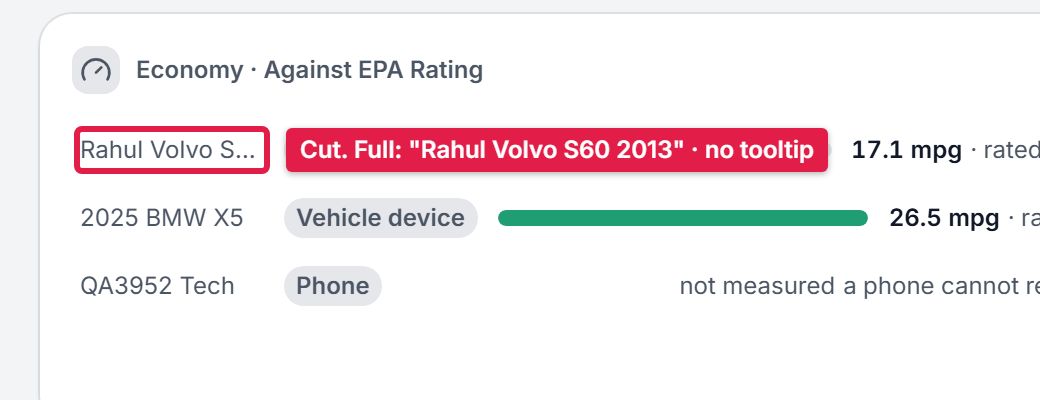 Economy · Against EPA Rating
Rahul Volvo S... Cut. Full: "Rahul Volvo S60 2013" · no tooltip 17.1 mpg · rated
2025 BMW X5 Vehicle device 26.5 mpg · ra
QA3952 Tech Phone not measured a phone cannot re